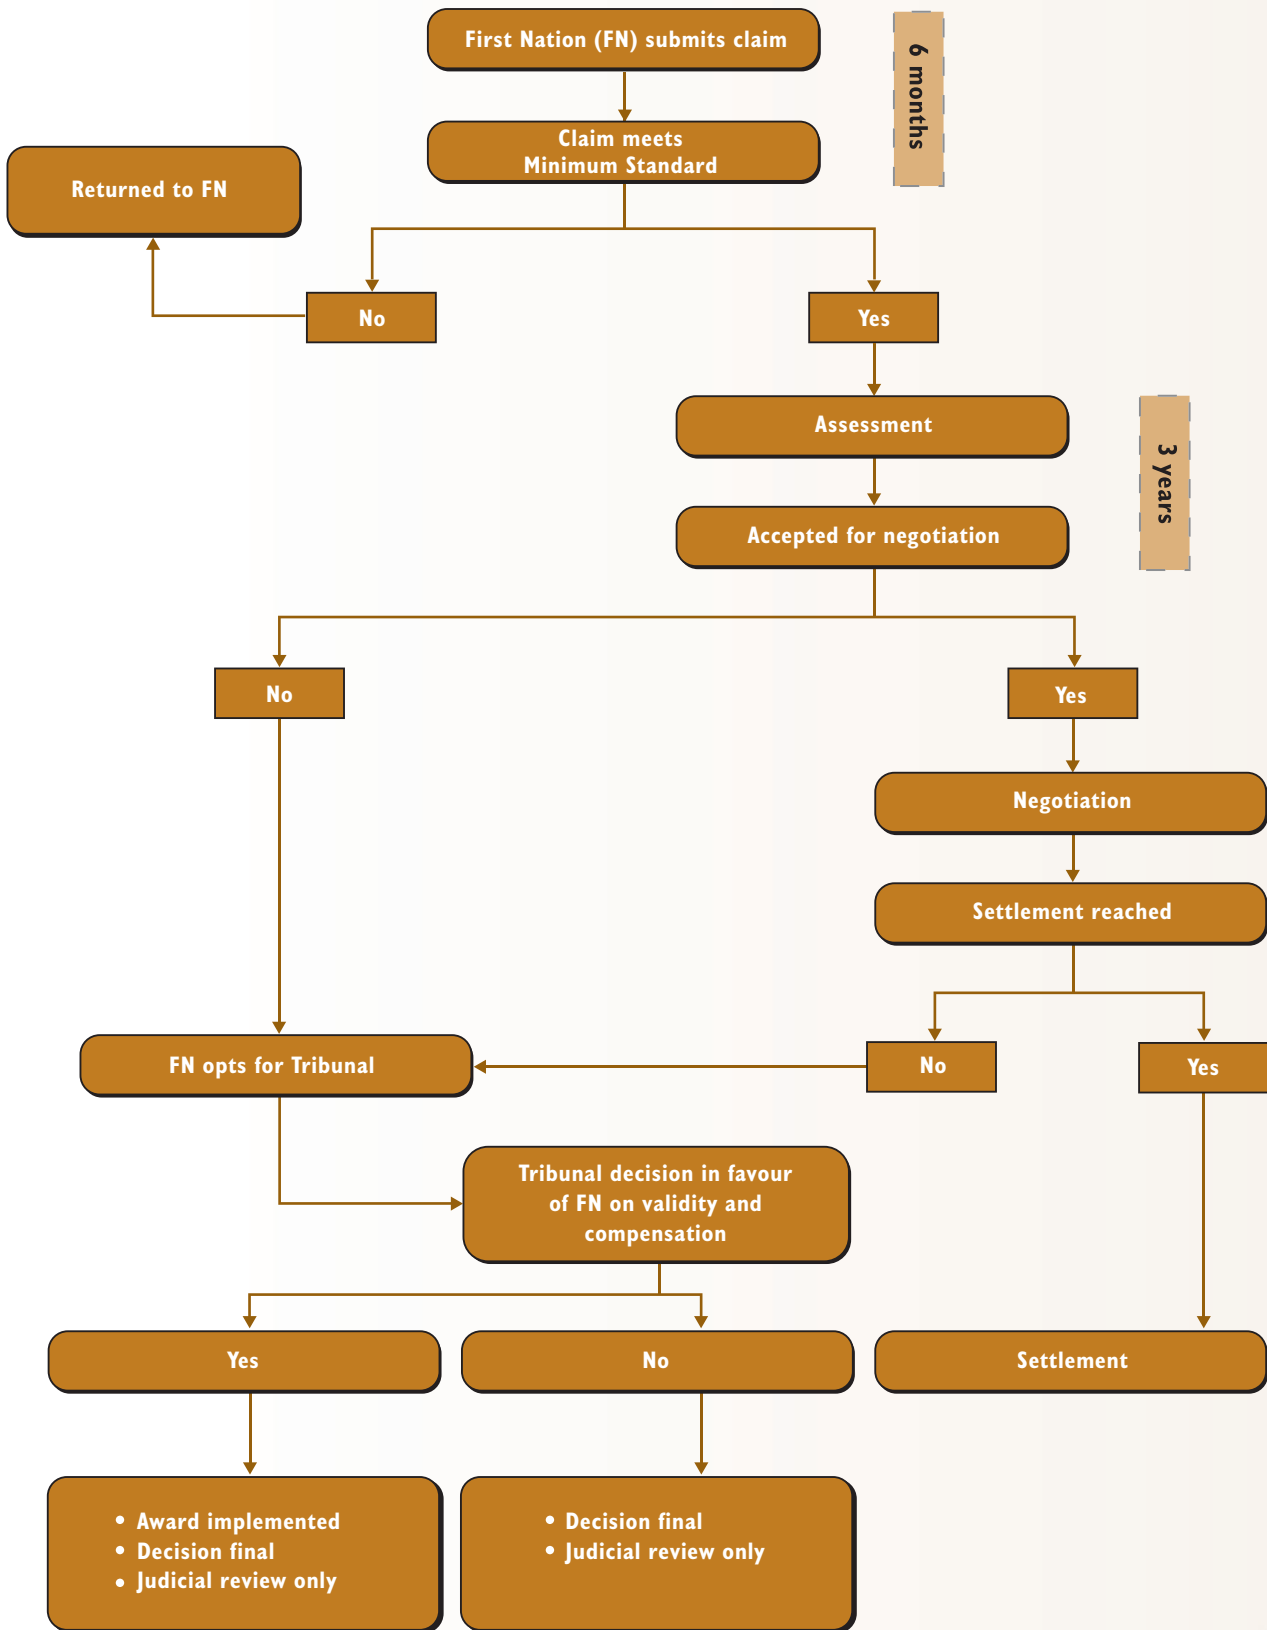 First Nation (FN) submits claim
6 months
Claim meets
Minimum Standard
Returned to FN
No
Yes
Assessment
3 years
Accepted for negotiation
No
Yes
Negotiation
Settlement reached
FN opts for Tribunal
No
Yes
Tribunal decision in favour
of FN on validity and
compensation
Yes
No
Settlement
• Award implemented
• Decision final
• Judicial review only
• Decision final
• Judicial review only